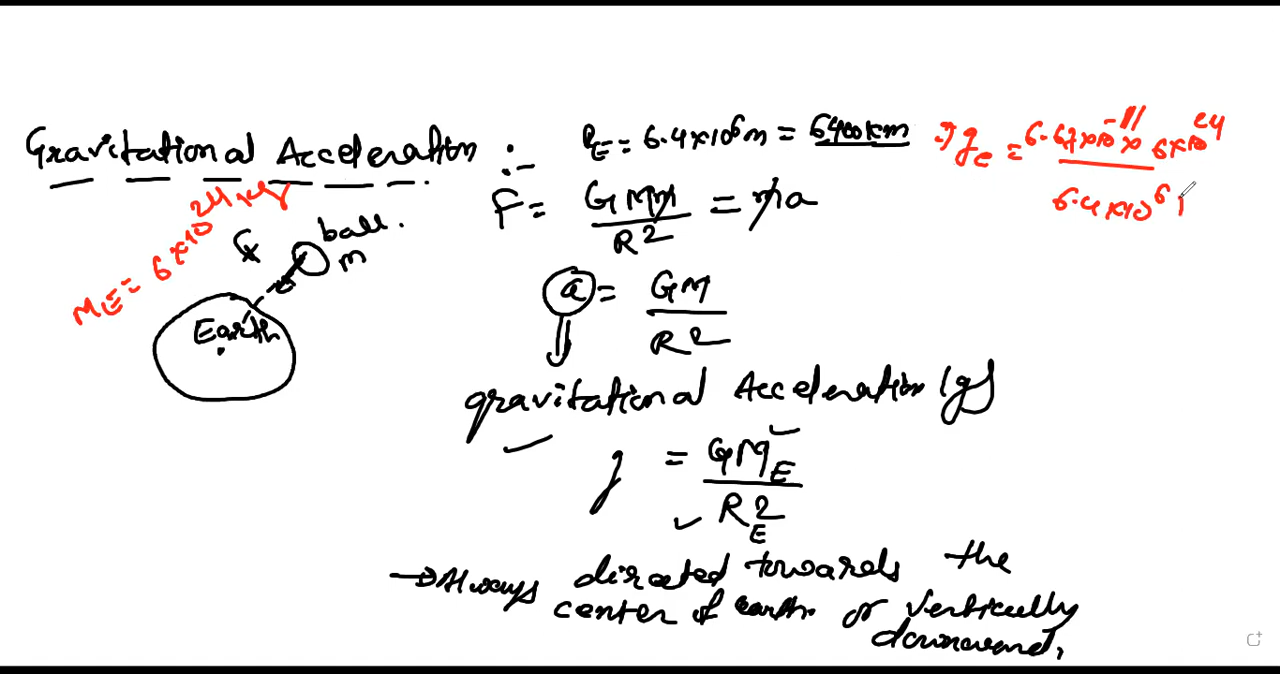 Gravitational Acceleration :-
R_E = 6.4×10^6 m = 6400 km
→ g_e = 6.67×10^-11 × 6×10^24
6.4×10^6
F = GMm / R^2 = ma
M_E = 6×10^24 kg
ball.
m
Earth
a = GM / R^2
gravitational Acceleration (g)
g = GM_E / R_E^2
→ Always directed towards the
center of earth or vertically
downward,